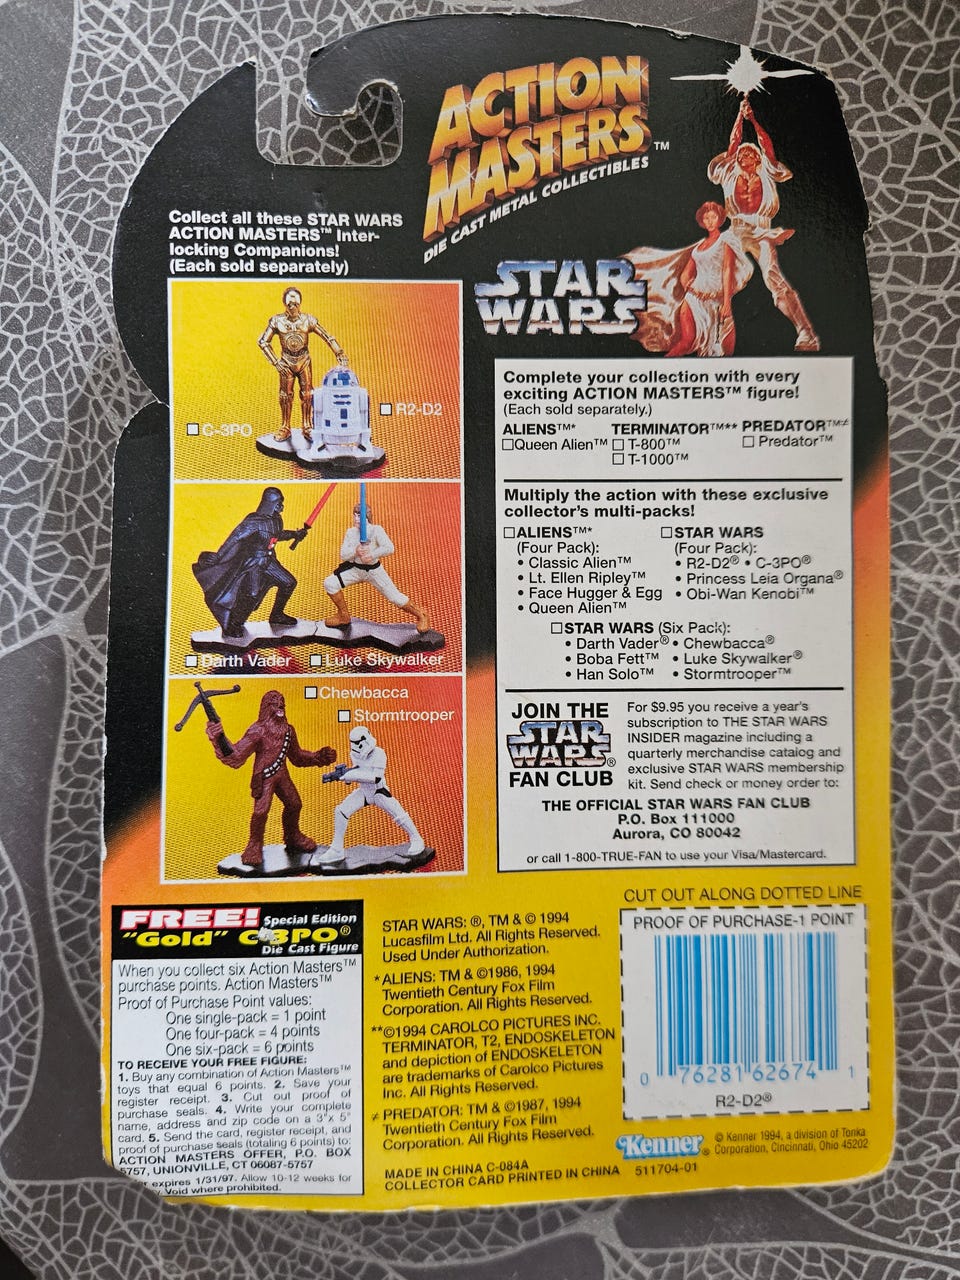 ACTION
MASTERS™
DIE CAST METAL COLLECTIBLES
STAR
WARS
Collect all these STAR WARS
ACTION MASTERS™ Inter-
locking Companions!
(Each sold separately)
☐ C-3PO
☐ R2-D2
☐ Darth Vader ☐ Luke Skywalker
☐ Chewbacca
☐ Stormtrooper
Complete your collection with every
exciting ACTION MASTERS™ figure!
(Each sold separately.)
ALIENS™* TERMINATOR™** PREDATOR™≠
☐Queen Alien™ ☐ T-800™ ☐ Predator™
☐ T-1000™
Multiply the action with these exclusive
collector's multi-packs!
☐ALIENS™*
(Four Pack):
• Classic Alien™
• Lt. Ellen Ripley™
• Face Hugger & Egg
• Queen Alien™
☐STAR WARS
(Four Pack):
• R2-D2® • C-3PO®
• Princess Leia Organa®
• Obi-Wan Kenobi™
☐STAR WARS (Six Pack):
• Darth Vader® • Chewbacca®
• Boba Fett™ • Luke Skywalker®
• Han Solo™ • Stormtrooper™
JOIN THE
STAR
WARS®
FAN CLUB
For $9.95 you receive a year's
subscription to THE STAR WARS
INSIDER magazine including a
quarterly merchandise catalog and
exclusive STAR WARS membership
kit. Send check or money order to:
THE OFFICIAL STAR WARS FAN CLUB
P.O. Box 111000
Aurora, CO 80042
or call 1-800-TRUE-FAN to use your Visa/Mastercard.
FREE! Special Edition
"Gold" C3PO®
Die Cast Figure
When you collect six Action Masters™
purchase points. Action Masters™
Proof of Purchase Point values:
One single-pack = 1 point
One four-pack = 4 points
One six-pack = 6 points
TO RECEIVE YOUR FREE FIGURE:
1. Buy any combination of Action Masters™
toys that equal 6 points. 2. Save your
register receipt. 3. Cut out proof of
purchase seals. 4. Write your complete
name, address and zip code on a 3"x 5"
card. 5. Send the card, register receipt, and
proof of purchase seals (totaling 6 points) to:
ACTION MASTERS OFFER, P.O. BOX
5757, UNIONVILLE, CT 06087-5757
expires 1/31/97. Allow 10-12 weeks for
Void where prohibited.
STAR WARS: ®, TM & © 1994
Lucasfilm Ltd. All Rights Reserved.
Used Under Authorization.
*ALIENS: TM & ©1986, 1994
Twentieth Century Fox Film
Corporation. All Rights Reserved.
**©1994 CAROLCO PICTURES INC.
TERMINATOR, T2, ENDOSKELETON
and depiction of ENDOSKELETON
are trademarks of Carolco Pictures
Inc. All Rights Reserved.
≠ PREDATOR: TM & ©1987, 1994
Twentieth Century Fox Film
Corporation. All Rights Reserved.
MADE IN CHINA C-084A
COLLECTOR CARD PRINTED IN CHINA 511704-01
CUT OUT ALONG DOTTED LINE
PROOF OF PURCHASE-1 POINT
0 76281 62674 1
R2-D2®
Kenner®
© Kenner 1994, a division of Tonka
Corporation, Cincinnati, Ohio 45202